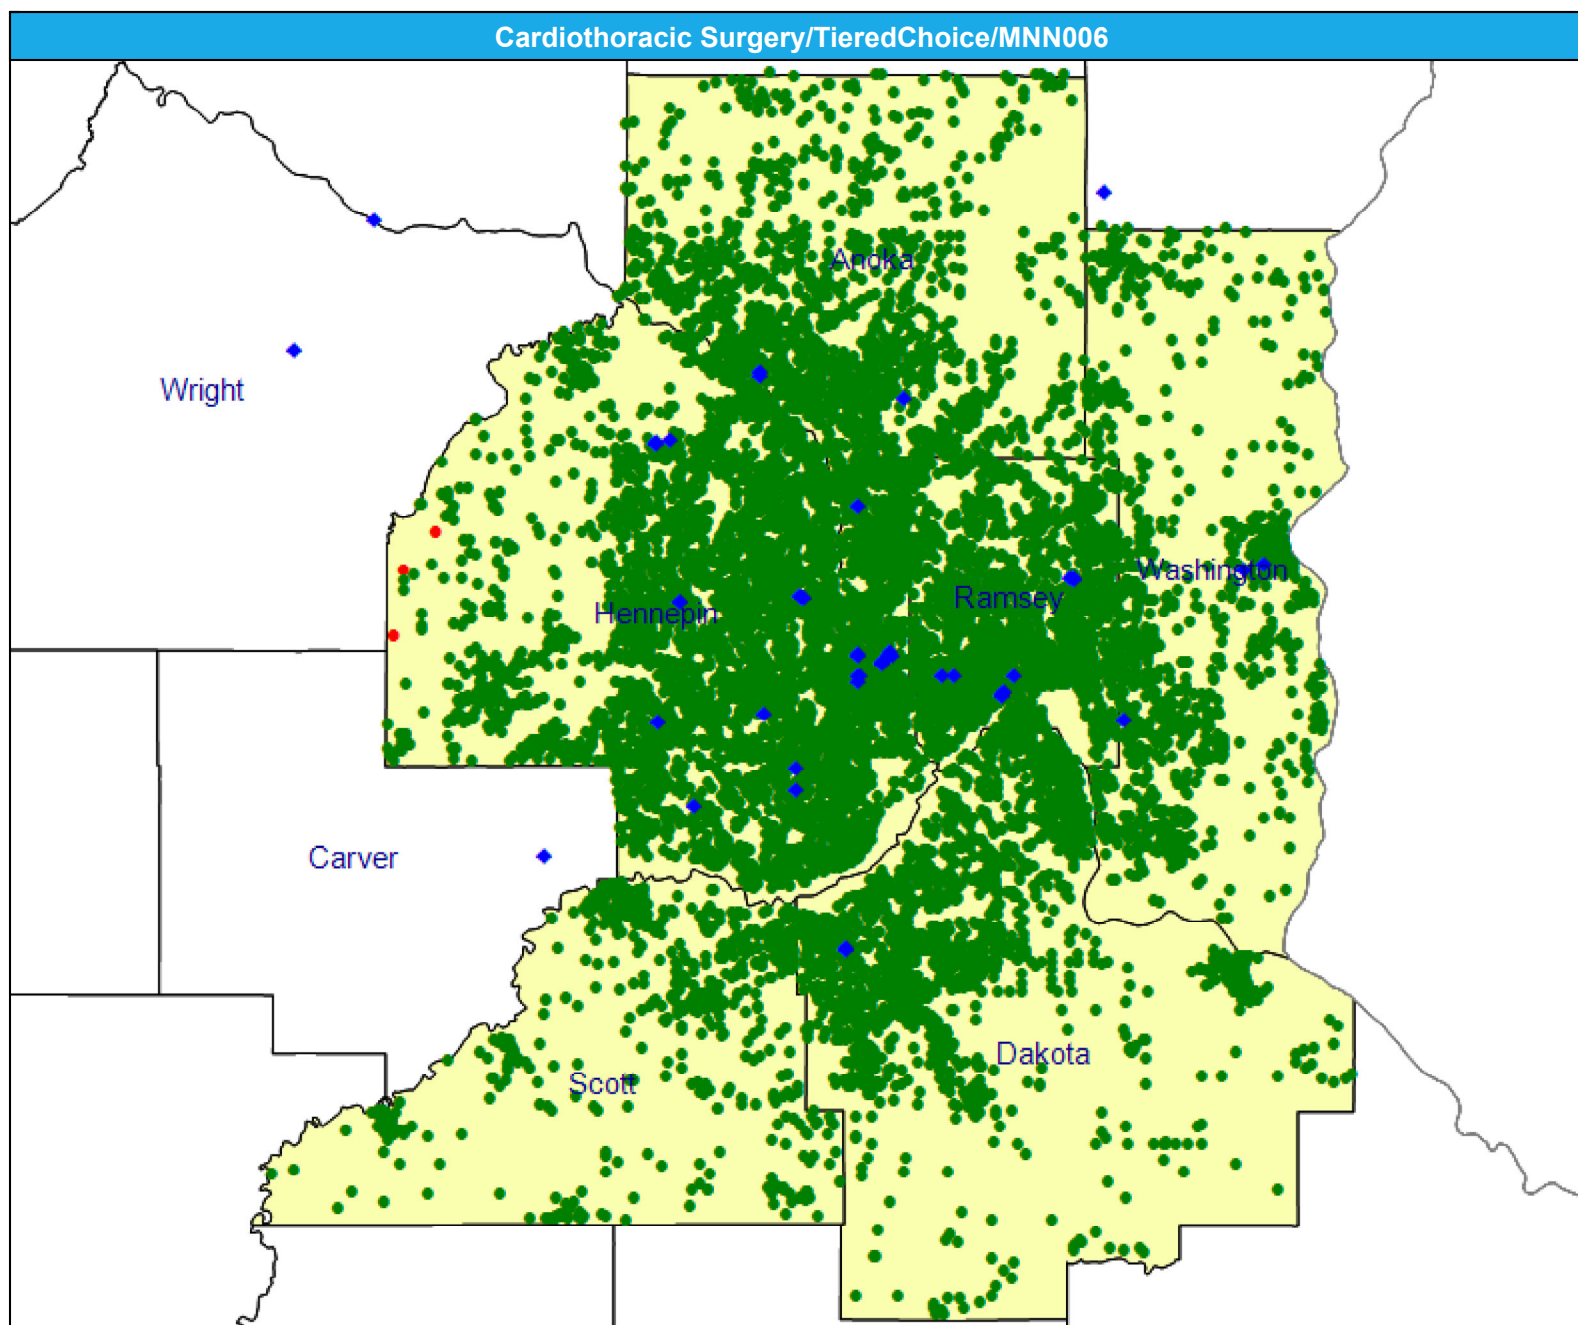 Cardiothoracic Surgery/TieredChoice/MNN006
Anoka
Wright
Washington
Ramsey
Hennepin
Carver
Dakota
Scott